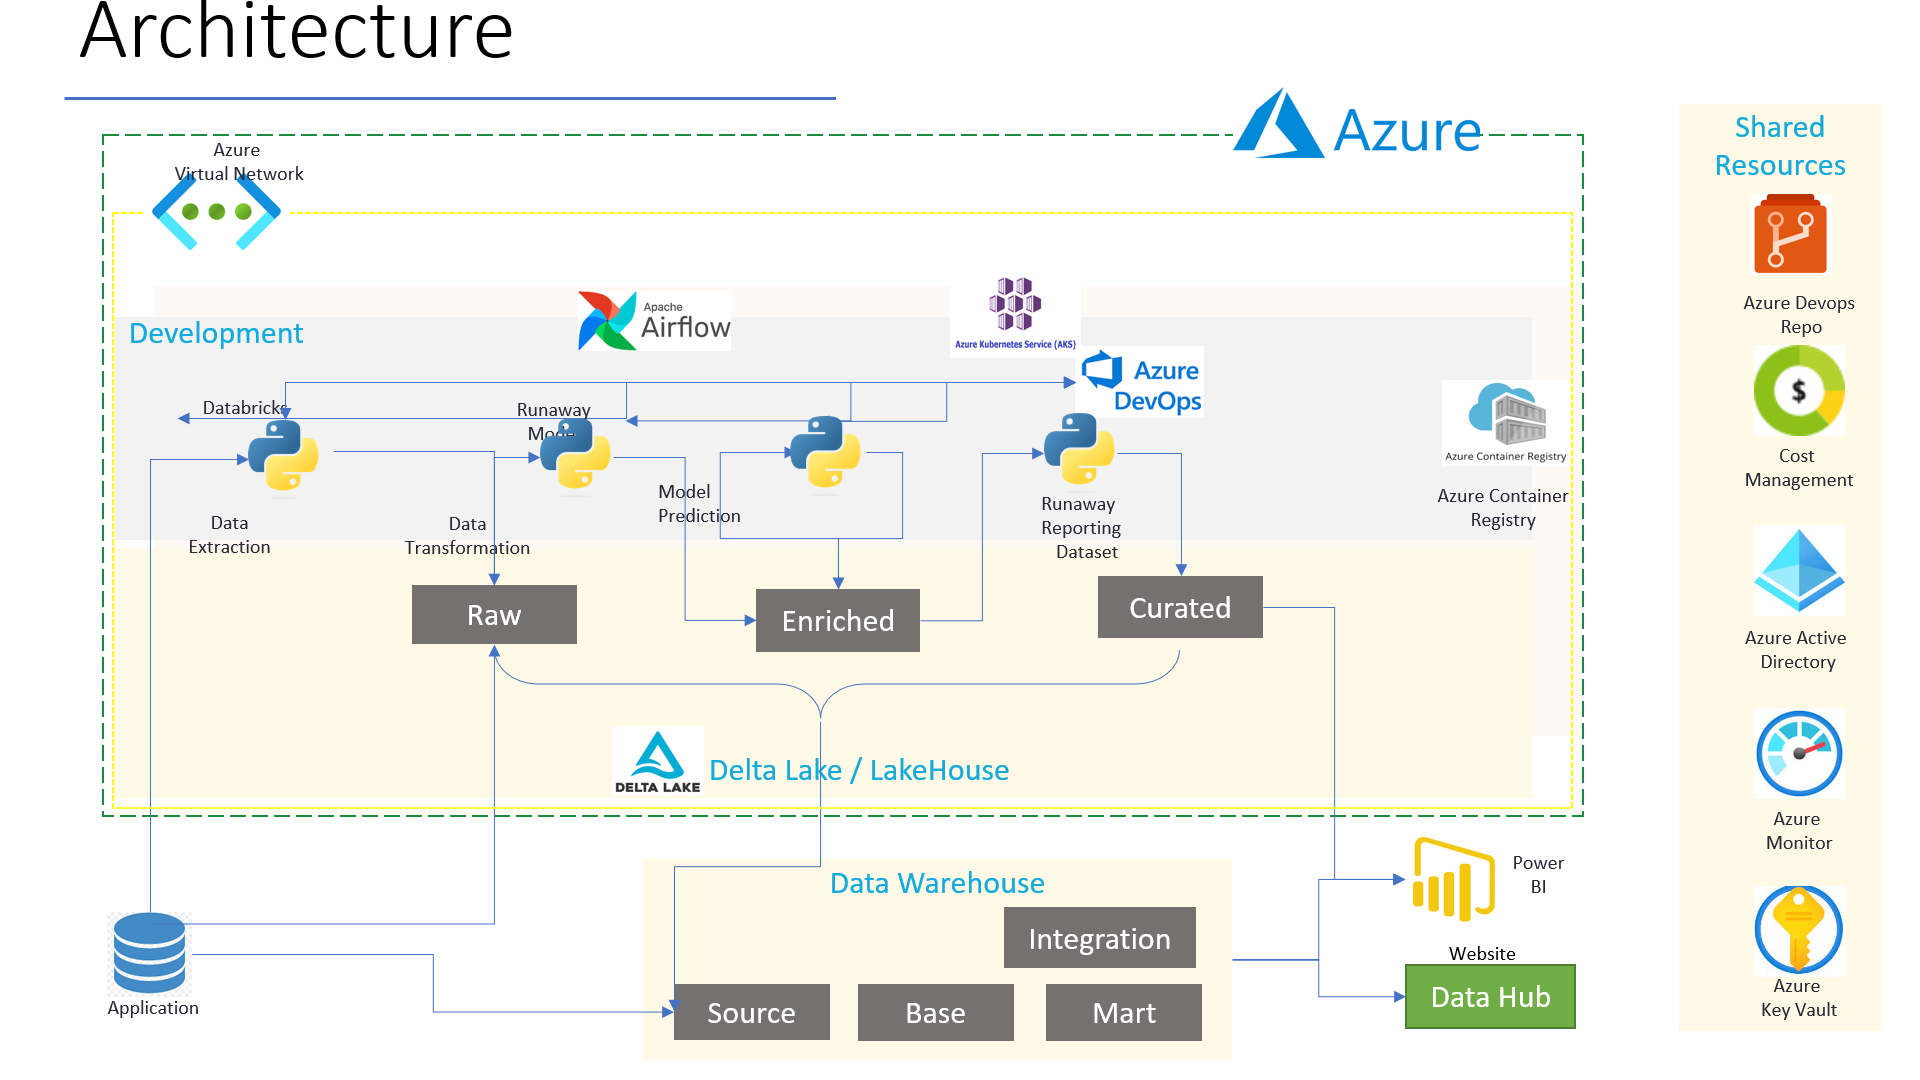 Architecture
Azure
Azure
Virtual Network
Shared
Resources
Azure Devops
Repo
Cost
Management
Azure Active
Directory
Azure
Monitor
Azure
Key Vault
Apache
Airflow
Azure Kubernetes Service (AKS)
Development
Azure
DevOps
Databricks
Runaway
Model
Azure Container Registry
Azure Container
Registry
Model
Prediction
Runaway
Reporting
Dataset
Data
Extraction
Data
Transformation
Raw
Enriched
Curated
DELTA LAKE
Delta Lake / LakeHouse
Data Warehouse
Integration
Source
Base
Mart
Application
Power
BI
Website
Data Hub
$